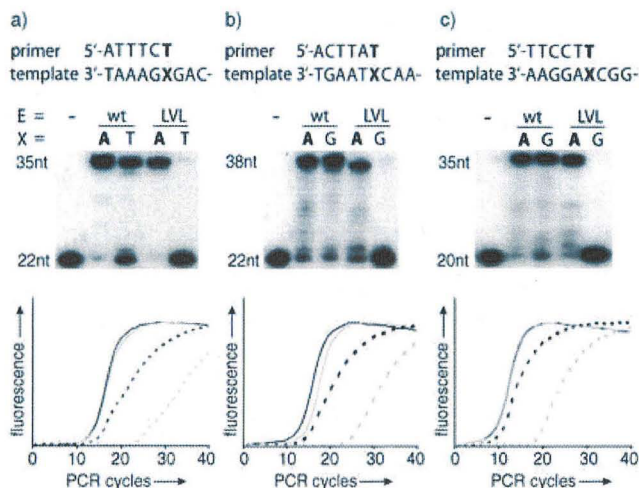 a)
primer 5'-ATTTCT
template 3'-TAAAGXGAC-
E = - wt LVL
X = A T A T
35nt
22nt
fluorescence
0 10 20 30 40
PCR cycles
b)
primer 5'-ACTTAT
template 3'-TGAATXCAA-
- wt LVL
A G A G
38nt
22nt
fluorescence
0 10 20 30 40
PCR cycles
c)
primer 5'-TTCCTT
template 3'-AAGGAXCGG-
- wt LVL
A G A G
35nt
20nt
fluorescence
0 10 20 30 40
PCR cycles